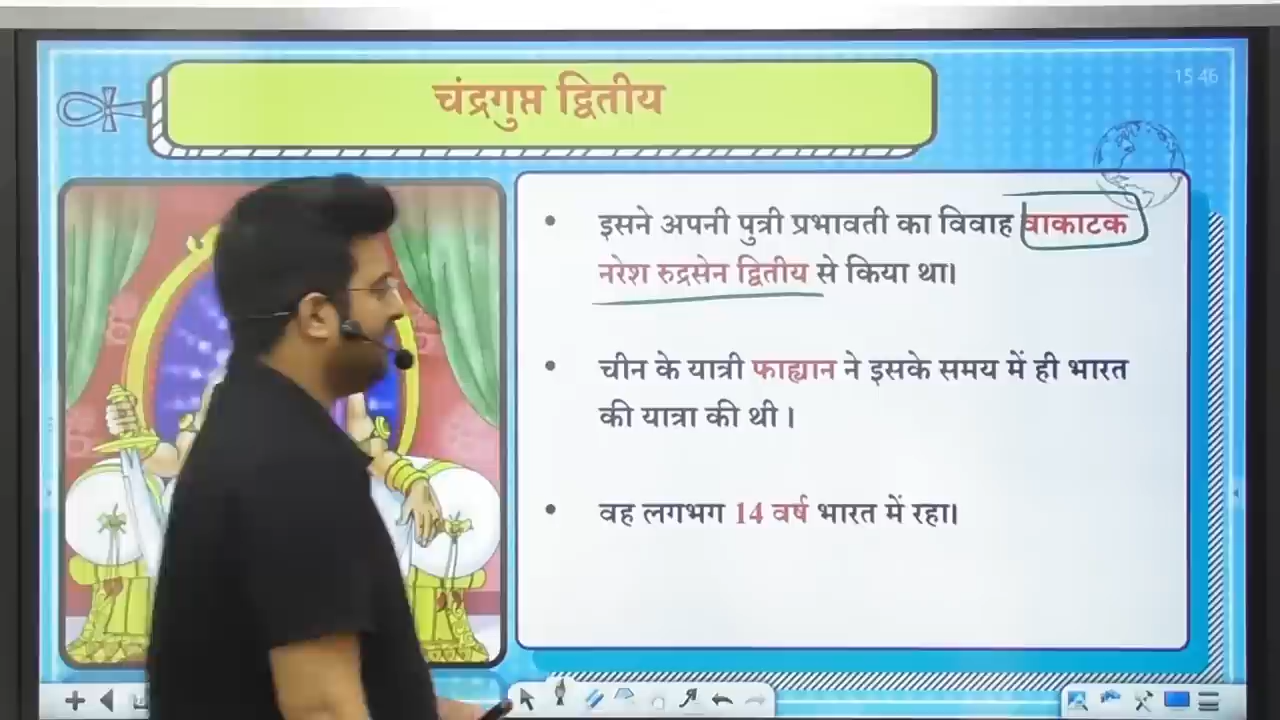 चंद्रगुप्त द्वितीय
15 46
• इसने अपनी पुत्री प्रभावती का विवाह वाकाटक
नरेश रुद्रसेन द्वितीय से किया था।
• चीन के यात्री फाह्यान ने इसके समय में ही भारत
की यात्रा की थी ।
• वह लगभग 14 वर्ष भारत में रहा।